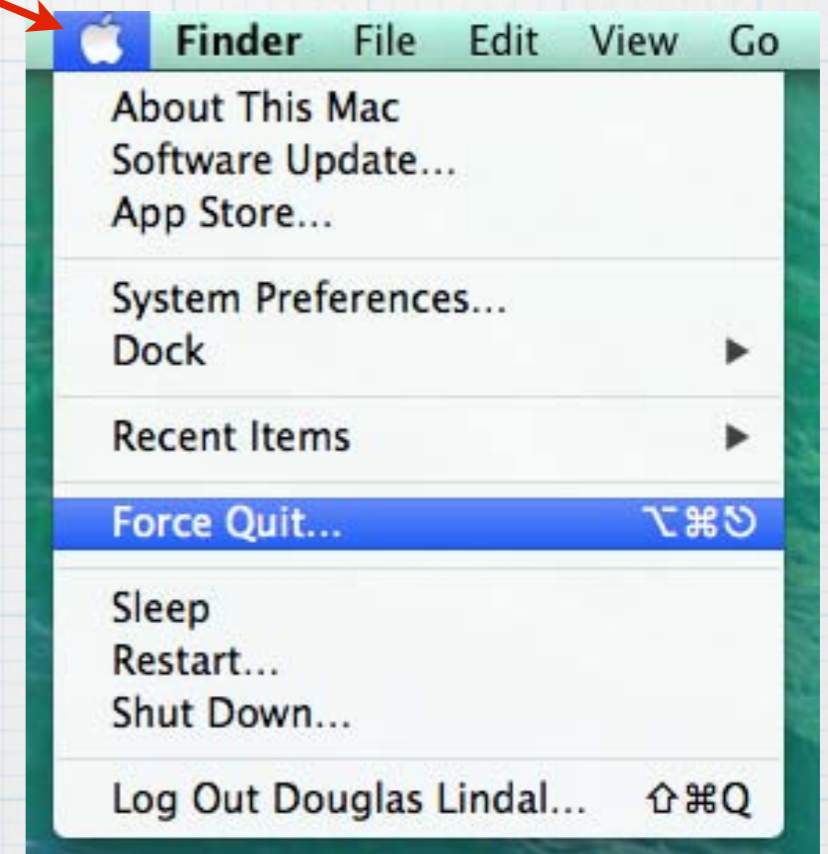 Finder File Edit View Go
About This Mac
Software Update...
App Store...
System Preferences...
Dock ▶
Recent Items ▶
Force Quit... ⌥⌘⎋
Sleep
Restart...
Shut Down...
Log Out Douglas Lindal... ⇧⌘Q